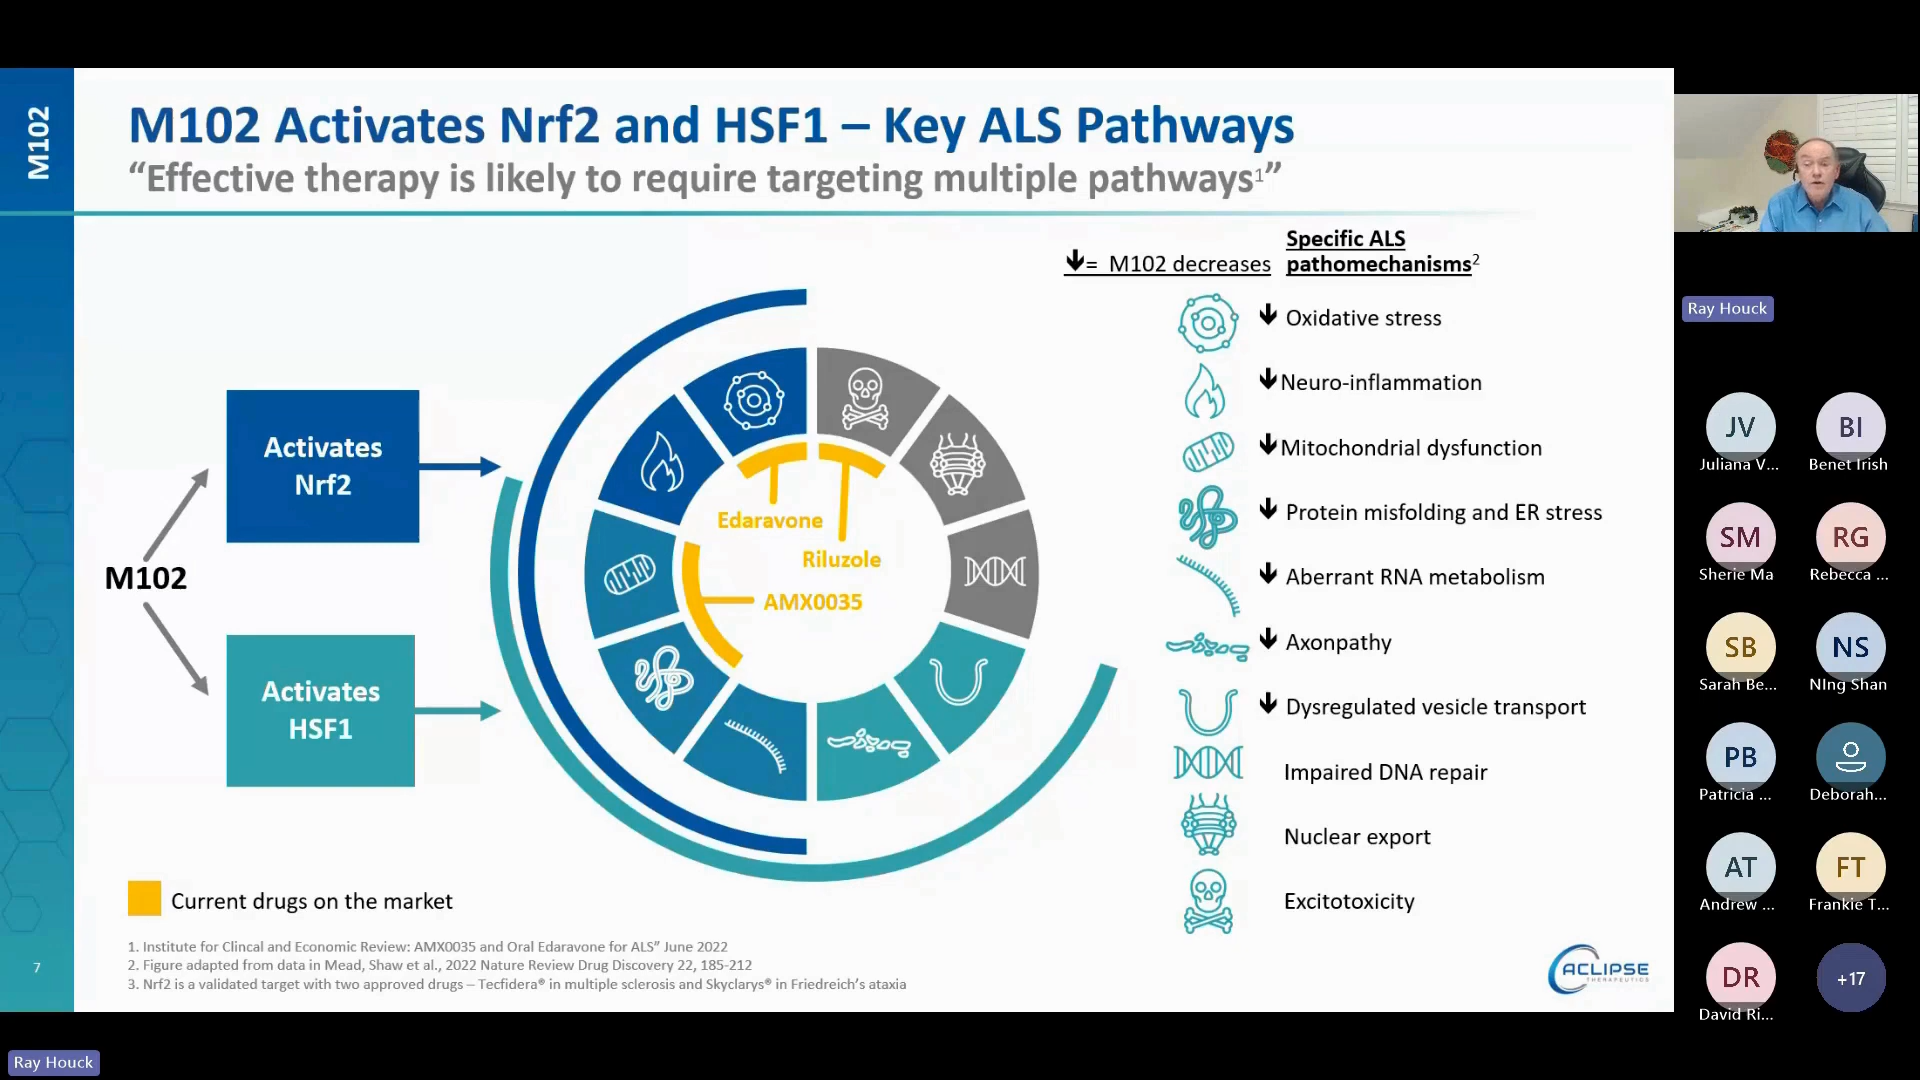 M102
M102 Activates Nrf2 and HSF1 – Key ALS Pathways
“Effective therapy is likely to require targeting multiple pathways1”
🡇= M102 decreases
Specific ALS
pathomechanisms2
🡇 Oxidative stress
🡇 Neuro-inflammation
🡇 Mitochondrial dysfunction
🡇 Protein misfolding and ER stress
🡇 Aberrant RNA metabolism
🡇 Axonpathy
🡇 Dysregulated vesicle transport
Impaired DNA repair
Nuclear export
Excitotoxicity
Activates
Nrf2
M102
Activates
HSF1
Edaravone
Riluzole
AMX0035
Current drugs on the market
1. Institute for Clincal and Economic Review: AMX0035 and Oral Edaravone for ALS” June 2022
2. Figure adapted from data in Mead, Shaw et al., 2022 Nature Review Drug Discovery 22, 185-212
3. Nrf2 is a validated target with two approved drugs – Tecfidera® in multiple sclerosis and Skyclarys® in Friedreich’s ataxia
7
ACLIPSE
THERAPEUTICS
Ray Houck
JV
Juliana V...
BI
Benet Irish
SM
Sherie Ma
RG
Rebecca ...
SB
Sarah Be...
NS
NIng Shan
PB
Patricia ...
Deborah...
AT
Andrew ...
FT
Frankie T...
DR
David Ri...
+17
Ray Houck